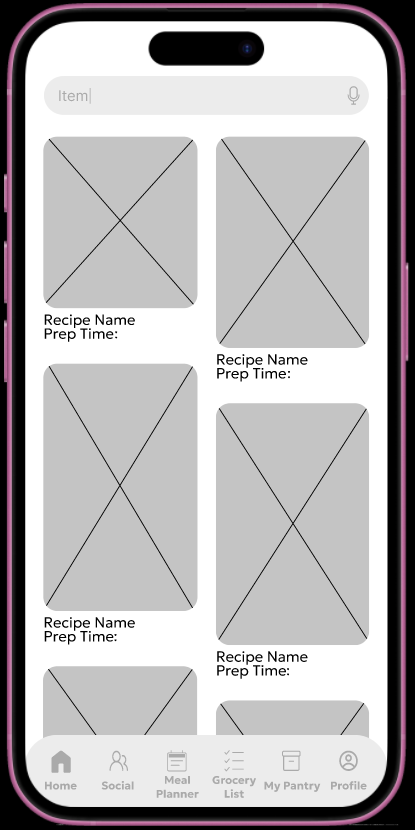 Item
Recipe Name
Prep Time:
Recipe Name
Prep Time:
Recipe Name
Prep Time:
Recipe Name
Prep Time:
Home
Social
Meal
Planner
Grocery
List
My Pantry
Profile